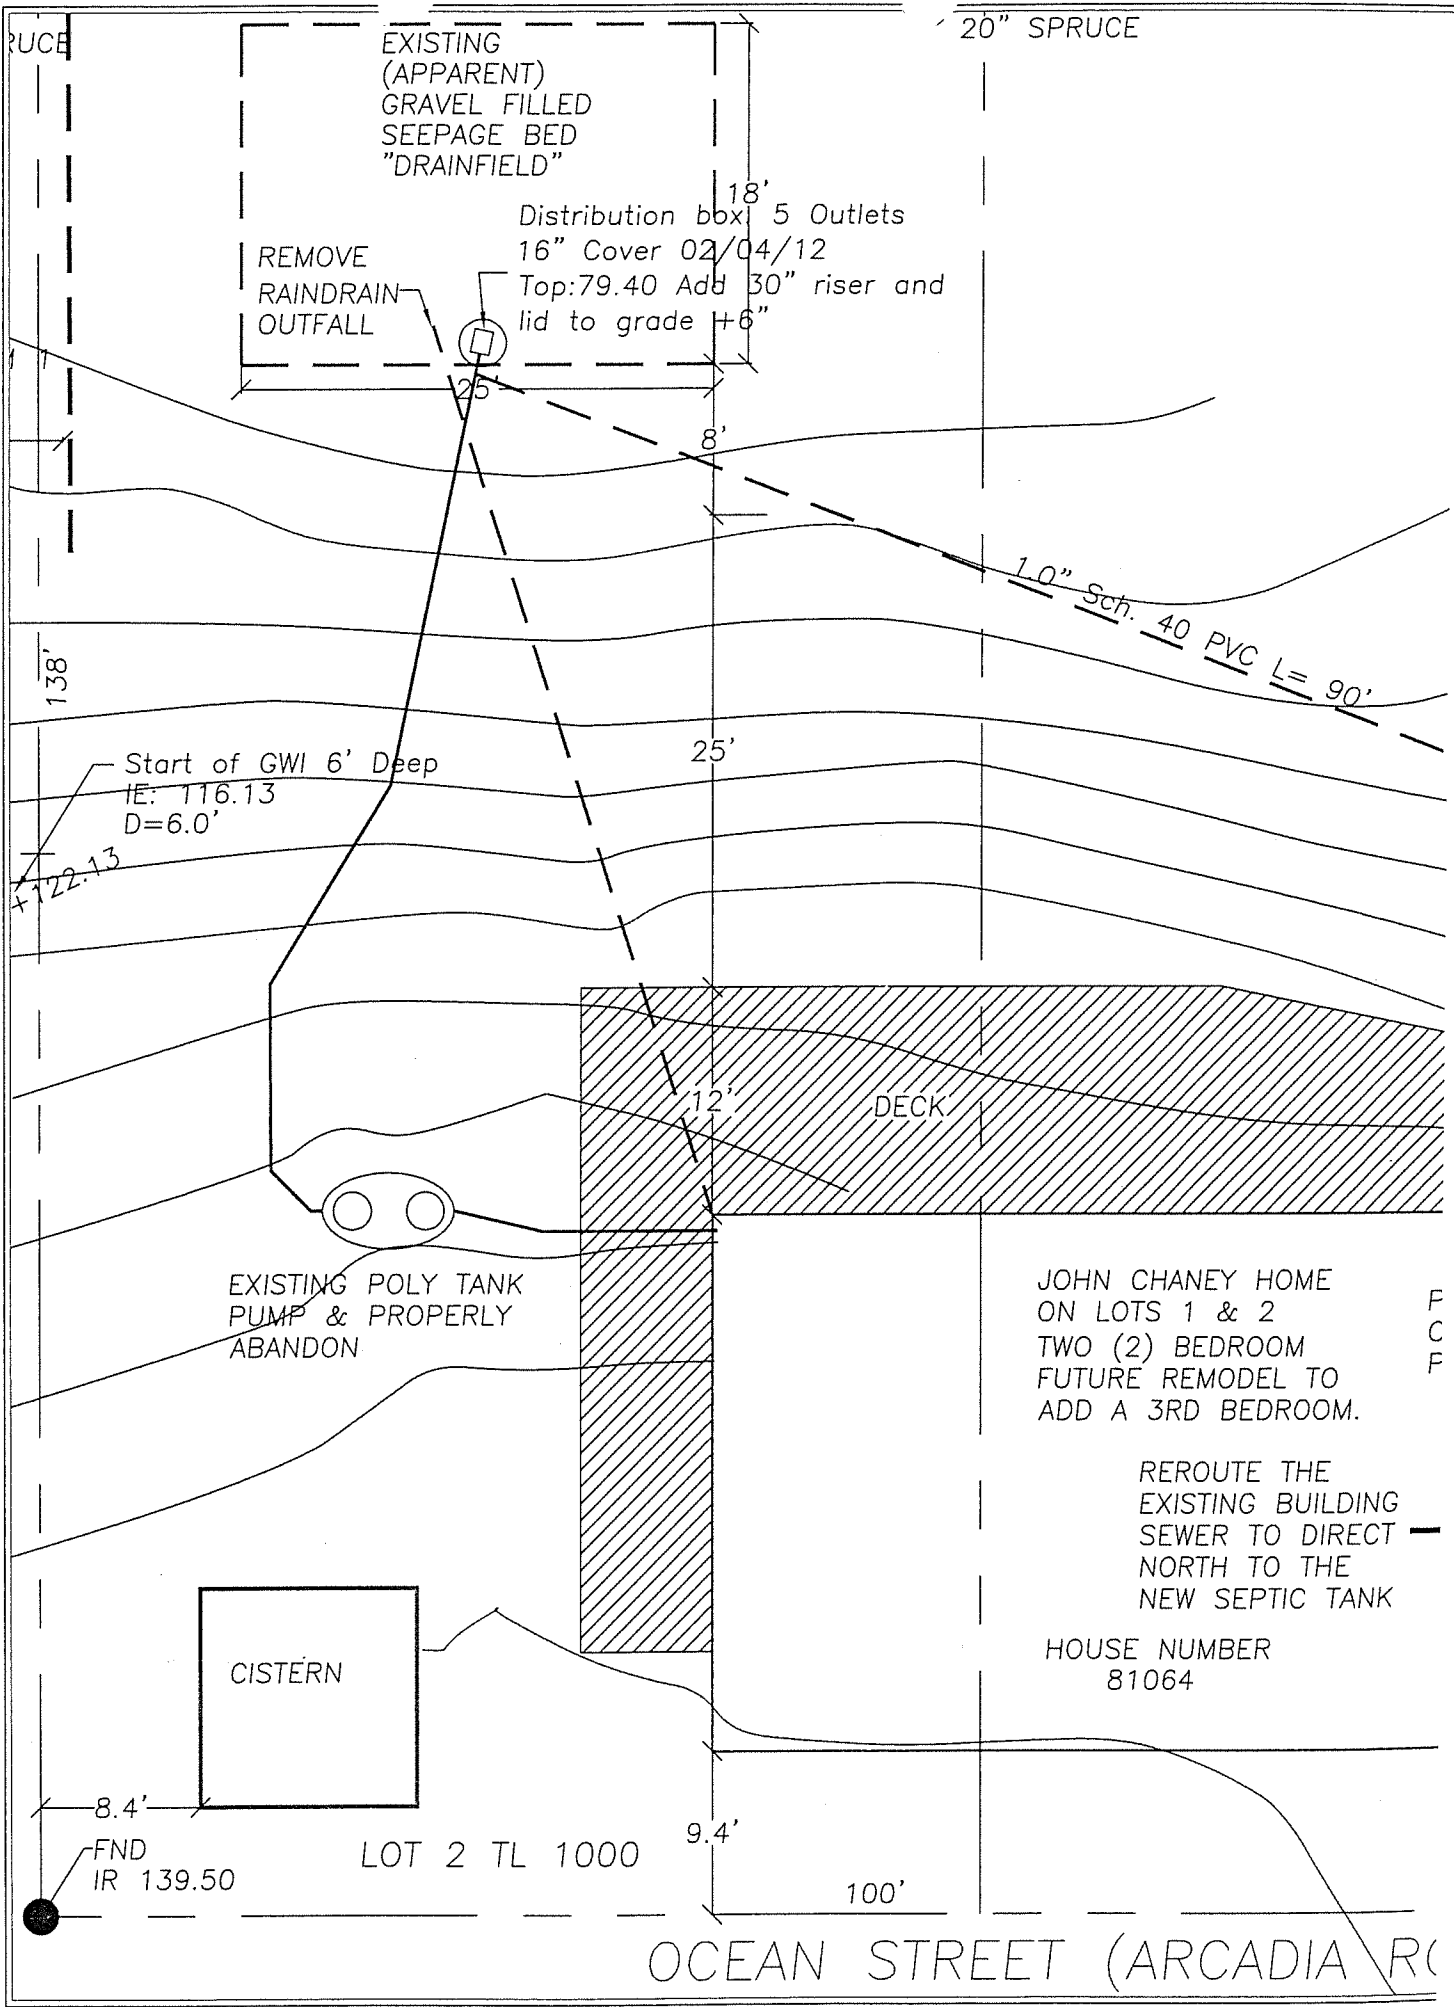 RUCE
20" SPRUCE
EXISTING
(APPARENT)
GRAVEL FILLED
SEEPAGE BED
"DRAINFIELD"
18'
Distribution box 5 Outlets
16" Cover 02/04/12
Top:79.40 Add 30" riser and
lid to grade +6"
REMOVE
RAINDRAIN
OUTFALL
25'
8'
1.0" Sch. 40 PVC L= 90'
138'
25'
Start of GWI 6' Deep
IE: 116.13
D=6.0'
+122.13
12'
DECK
EXISTING POLY TANK
PUMP & PROPERLY
ABANDON
JOHN CHANEY HOME
ON LOTS 1 & 2
TWO (2) BEDROOM
FUTURE REMODEL TO
ADD A 3RD BEDROOM.
REROUTE THE
EXISTING BUILDING
SEWER TO DIRECT
NORTH TO THE
NEW SEPTIC TANK
HOUSE NUMBER
81064
CISTERN
8.4'
FND
IR 139.50
LOT 2 TL 1000
9.4'
100'
OCEAN STREET (ARCADIA